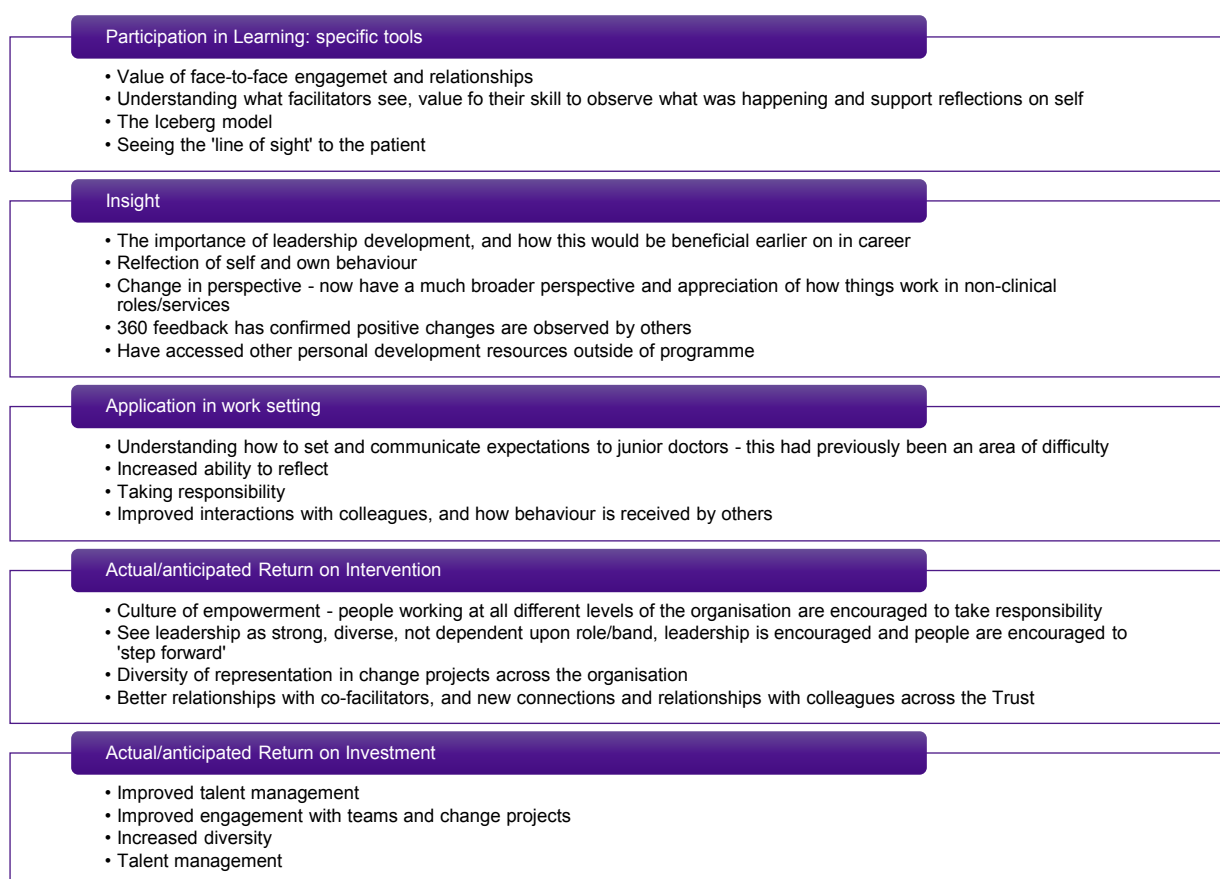 Participation in Learning: specific tools
• Value of face-to-face engagemet and relationships
• Understanding what facilitators see, value fo their skill to observe what was happening and support reflections on self
• The Iceberg model
• Seeing the 'line of sight' to the patient
Insight
• The importance of leadership development, and how this would be beneficial earlier on in career
• Relfection of self and own behaviour
• Change in perspective - now have a much broader perspective and appreciation of how things work in non-clinical
roles/services
• 360 feedback has confirmed positive changes are observed by others
• Have accessed other personal development resources outside of programme
Application in work setting
• Understanding how to set and communicate expectations to junior doctors - this had previously been an area of difficulty
• Increased ability to reflect
• Taking responsibility
• Improved interactions with colleagues, and how behaviour is received by others
Actual/anticipated Return on Intervention
• Culture of empowerment - people working at all different levels of the organisation are encouraged to take responsibility
• See leadership as strong, diverse, not dependent upon role/band, leadership is encouraged and people are encouraged to
'step forward'
• Diversity of representation in change projects across the organisation
• Better relationships with co-facilitators, and new connections and relationships with colleagues across the Trust
Actual/anticipated Return on Investment
• Improved talent management
• Improved engagement with teams and change projects
• Increased diversity
• Talent management